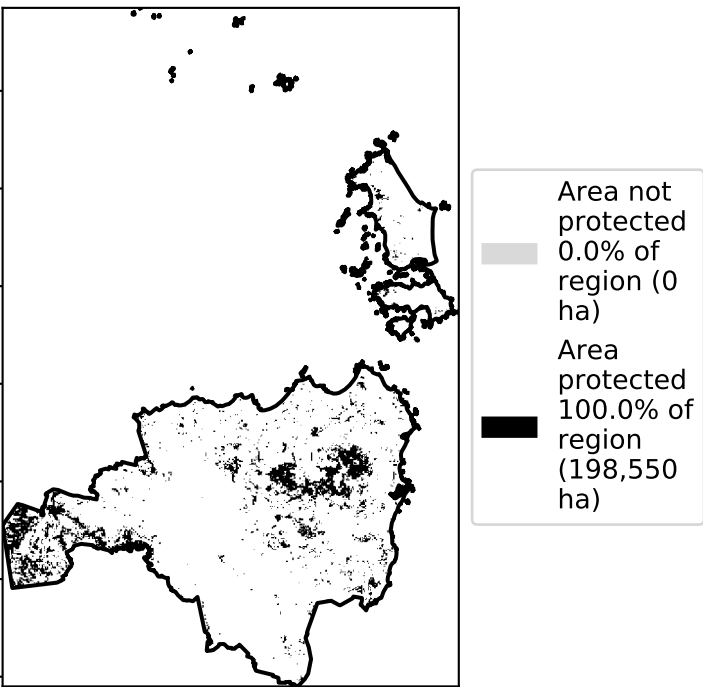 Area not
protected
0.0% of
region (0
ha)
Area
protected
100.0% of
region
(198,550
ha)